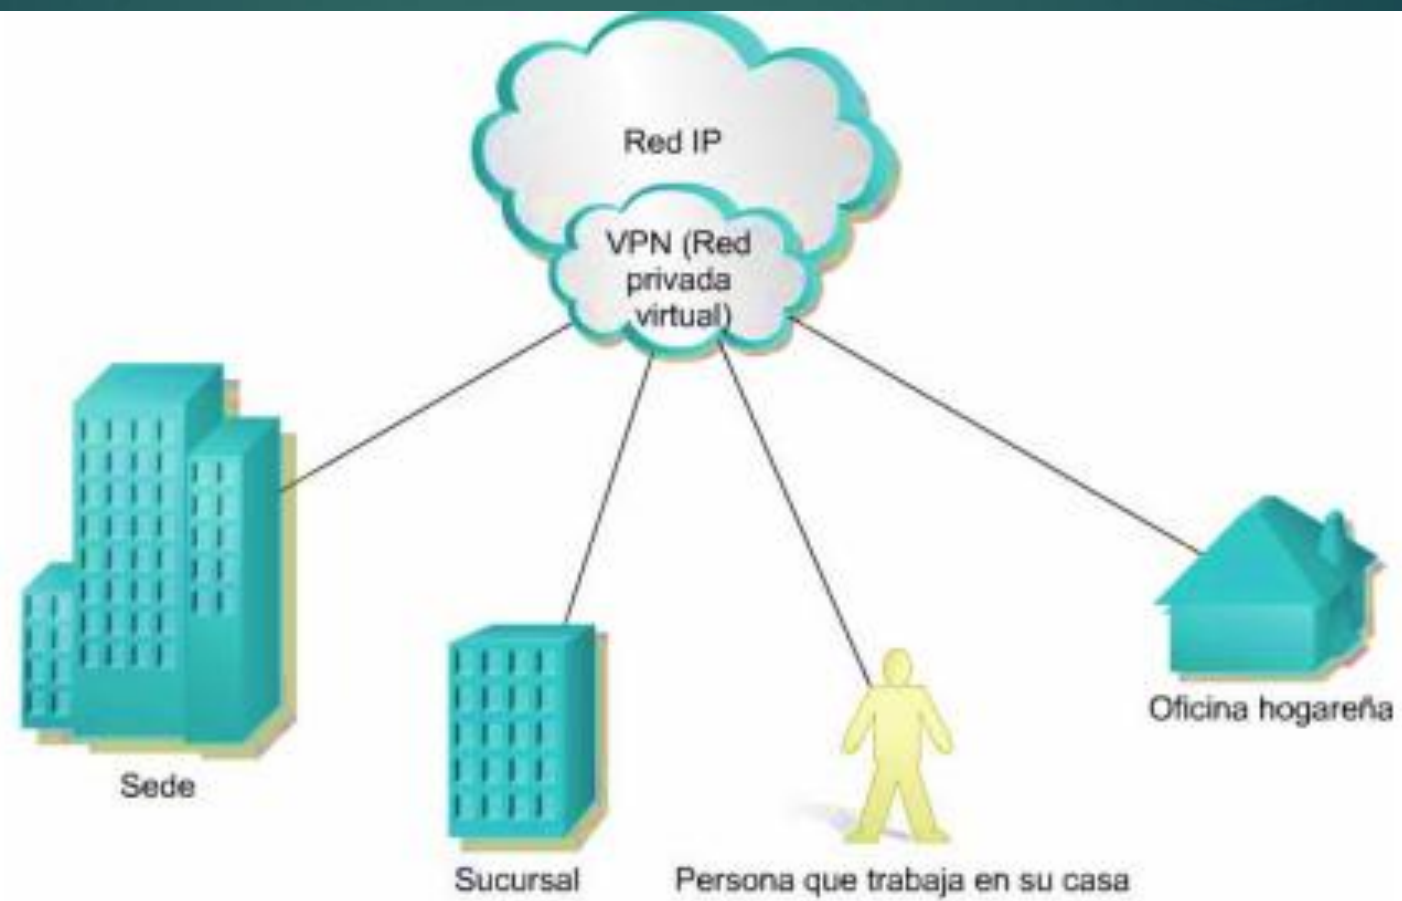 Red IP
VPN (Red
privada
virtual)
Sede
Sucursal
Persona que trabaja en su casa
Oficina hogareña